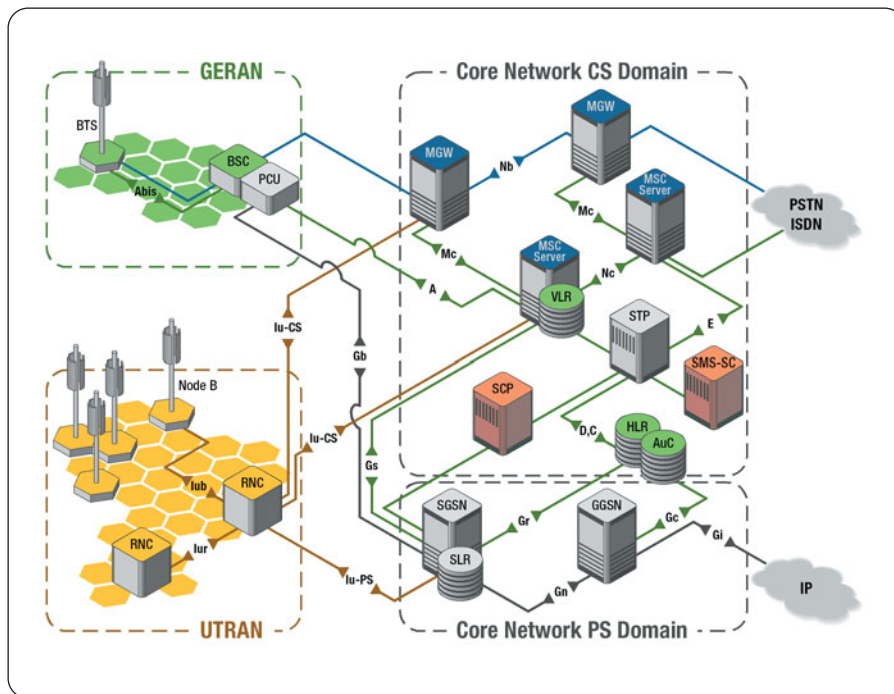 GERAN
Core Network CS Domain
BTS
BSC
PCU
Abis
MGW
Nb
MGW
MSC
Server
Mc
PSTN
ISDN
Mc
MSC
Server
VLR
Nc
A
STP
E
Iu-CS
Gb
SMS-SC
SCP
Node B
Iu-CS
D,C
HLR
AuC
Gs
Iub
RNC
SGSN
SLR
Gr
GGSN
Gc
Gi
RNC
Iur
Iu-PS
Gn
IP
UTRAN
Core Network PS Domain